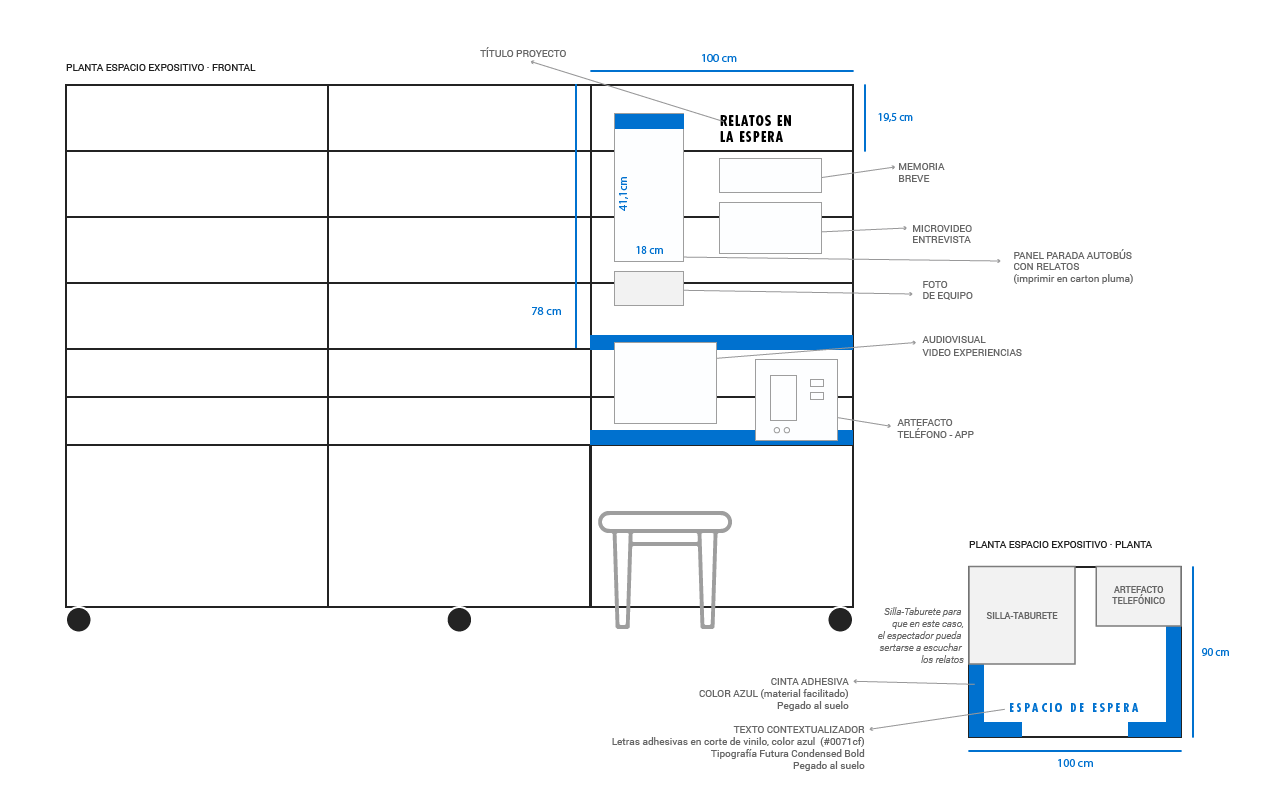 TÍTULO PROYECTO
100 cm
PLANTA ESPACIO EXPOSITIVO · FRONTAL
19,5 cm
RELATOS EN
LA ESPERA
MEMORIA
BREVE
41,1cm
18 cm
MICROVIDEO
ENTREVISTA
PANEL PARADA AUTOBÚS
CON RELATOS
(imprimir en carton pluma)
FOTO
DE EQUIPO
78 cm
AUDIOVISUAL
VIDEO EXPERIENCIAS
ARTEFACTO
TELÉFONO - APP
PLANTA ESPACIO EXPOSITIVO · PLANTA
ARTEFACTO
TELEFÓNICO
SILLA-TABURETE
Silla-Taburete para
que en este caso,
el espectador pueda
sertarse a escuchar
los relatos
90 cm
CINTA ADHESIVA
COLOR AZUL (material facilitado)
Pegado al suelo
ESPACIO DE ESPERA
TEXTO CONTEXTUALIZADOR
Letras adhesivas en corte de vinilo, color azul (#0071cf)
Tipografía Futura Condensed Bold
Pegado al suelo
100 cm